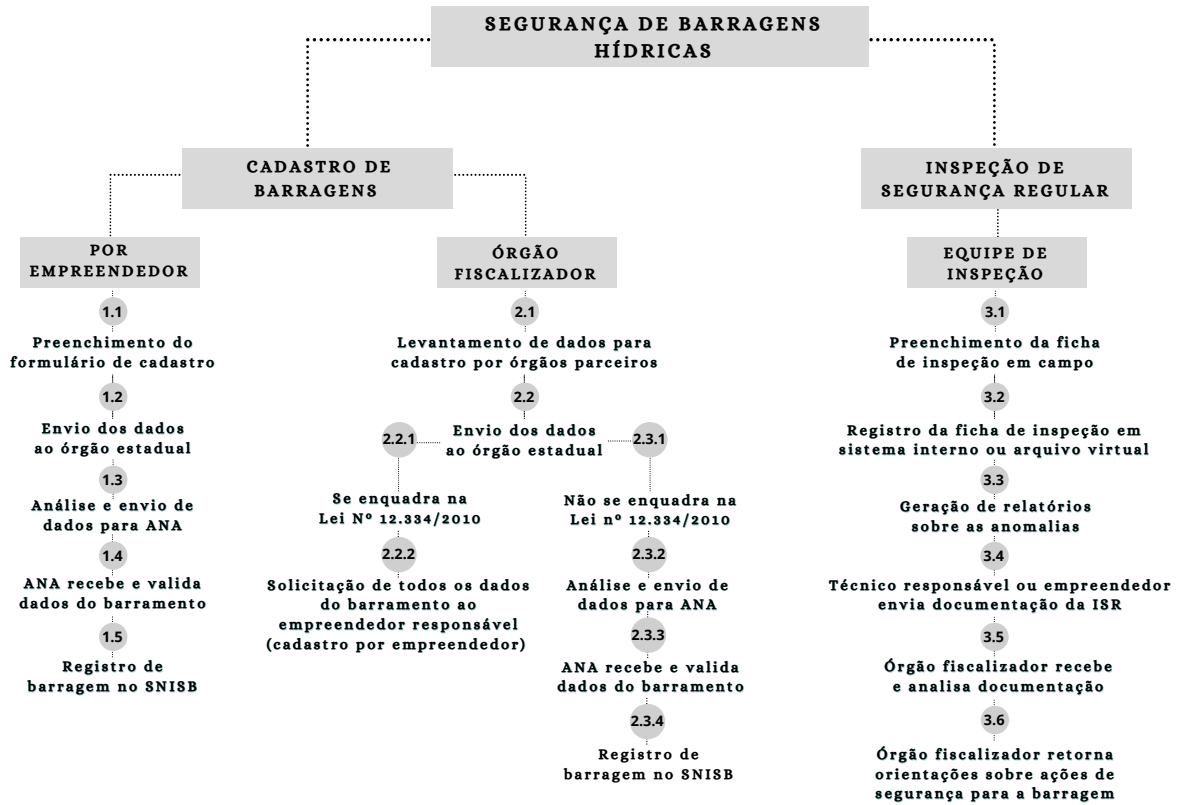 SEGURANÇA DE BARRAGENS
HÍDRICAS
CADASTRO DE
BARRAGENS
POR
EMPREENDEDOR
1.1
Preenchimento do
formulário de cadastro
1.2
Envio dos dados
ao órgão estadual
1.3
Análise e envio de
dados para ANA
1.4
ANA recebe e valida
dados do barramento
1.5
Registro de
barragem no SNISB
ÓRGÃO
FISCALIZADOR
2.1
Levantamento de dados para
cadastro por órgãos parceiros
2.2
Envio dos dados
ao órgão estadual
2.2.1
Se enquadra na
Lei Nº 12.334/2010
2.2.2
Solicitação de todos os dados
do barramento ao
empreendedor responsável
(cadastro por empreendedor)
2.3.1
Não se enquadra na
Lei nº 12.334/2010
2.3.2
Análise e envio de
dados para ANA
2.3.3
ANA recebe e valida
dados do barramento
2.3.4
Registro de
barragem no SNISB
INSPEÇÃO DE
SEGURANÇA REGULAR
EQUIPE DE
INSPEÇÃO
3.1
Preenchimento da ficha
de inspeção em campo
3.2
Registro da ficha de inspeção em
sistema interno ou arquivo virtual
3.3
Geração de relatórios
sobre as anomalias
3.4
Técnico responsável ou empreendedor
envia documentação da ISR
3.5
Órgão fiscalizador recebe
e analisa documentação
3.6
Órgão fiscalizador retorna
orientações sobre ações de
segurança para a barragem